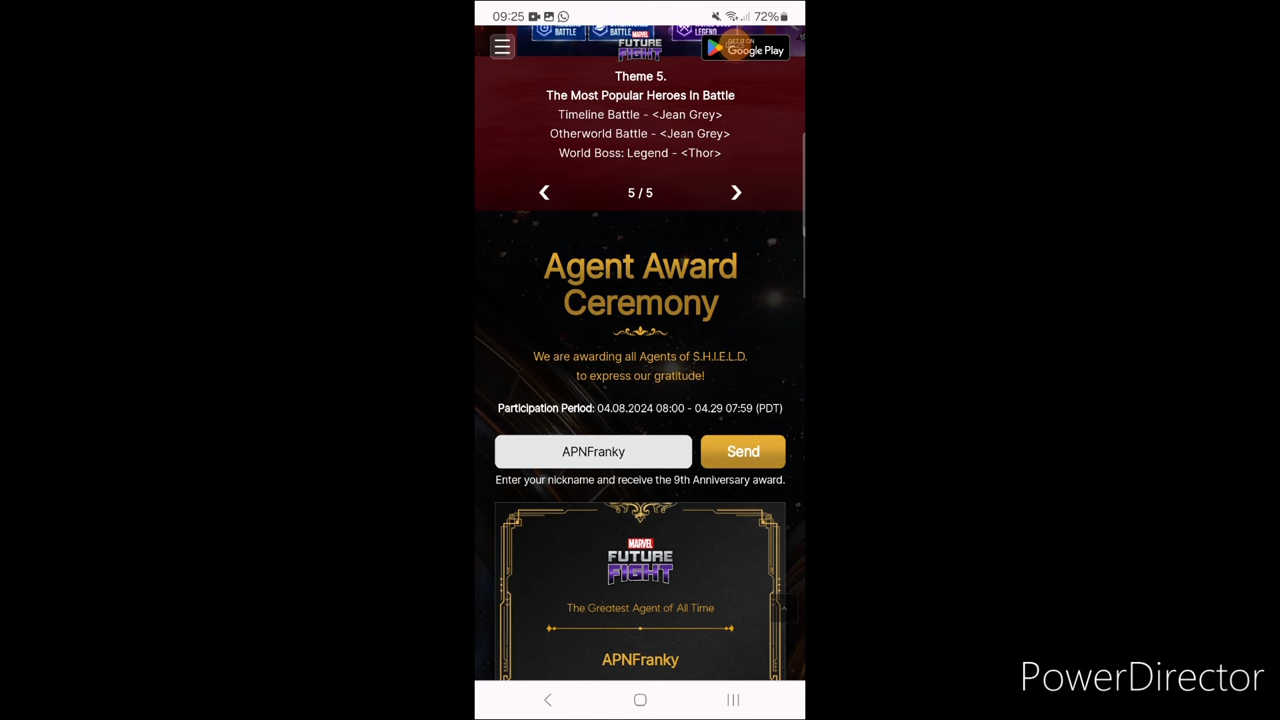 09:25
72%
BATTLE
BATTLE
LEGEND
MARVEL
FUTURE
FIGHT
GET IT ON
Google Play
Theme 5.
The Most Popular Heroes In Battle
Timeline Battle - <Jean Grey>
Otherworld Battle - <Jean Grey>
World Boss: Legend - <Thor>
5 / 5
Agent Award
Ceremony
We are awarding all Agents of S.H.I.E.L.D.
to express our gratitude!
Participation Period: 04.08.2024 08:00 - 04.29 07:59 (PDT)
APNFranky
Send
Enter your nickname and receive the 9th Anniversary award.
MARVEL
FUTURE
FIGHT
The Greatest Agent of All Time
APNFranky
PowerDirector